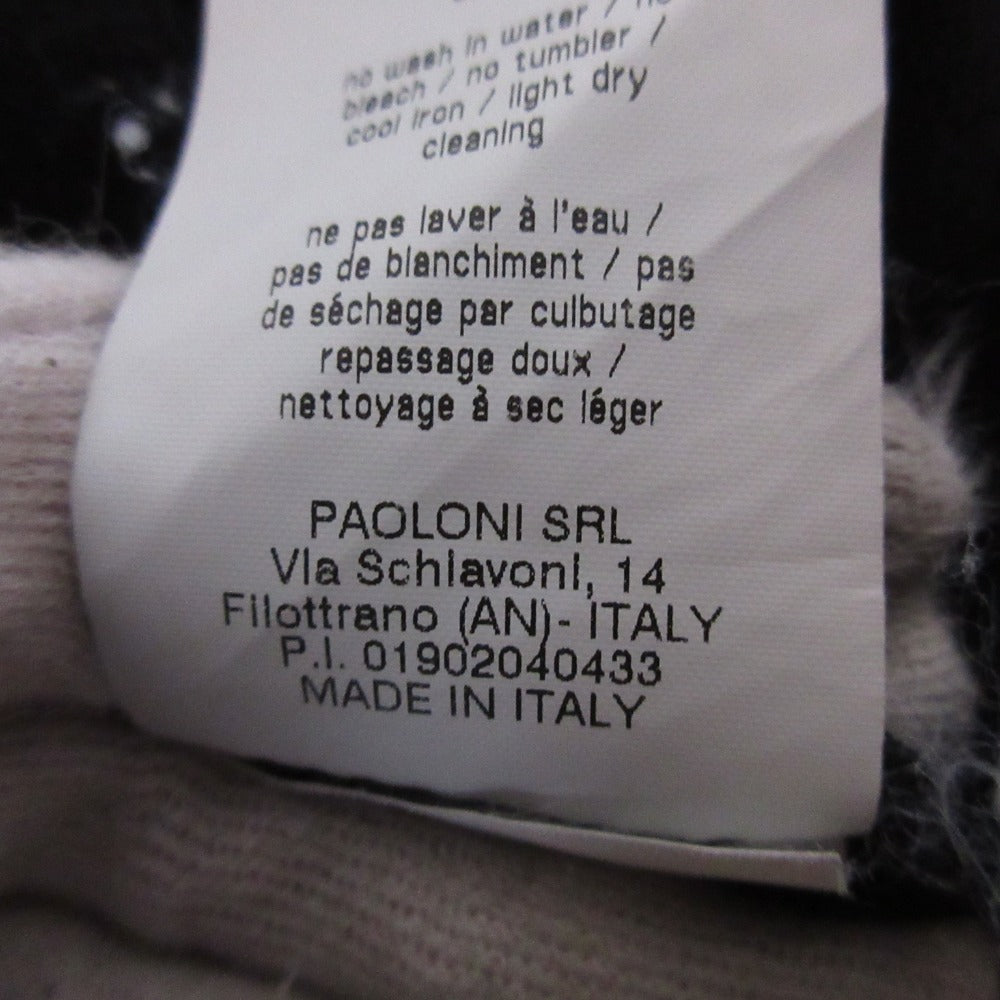 no wash in water / no
bleach / no tumbler /
cool iron / light dry
cleaning
ne pas laver à l'eau /
pas de blanchiment / pas
de séchage par culbutage
repassage doux /
nettoyage à sec léger
PAOLONI SRL
Via Schiavoni, 14
Filottrano (AN)- ITALY
P.I. 01902040433
MADE IN ITALY